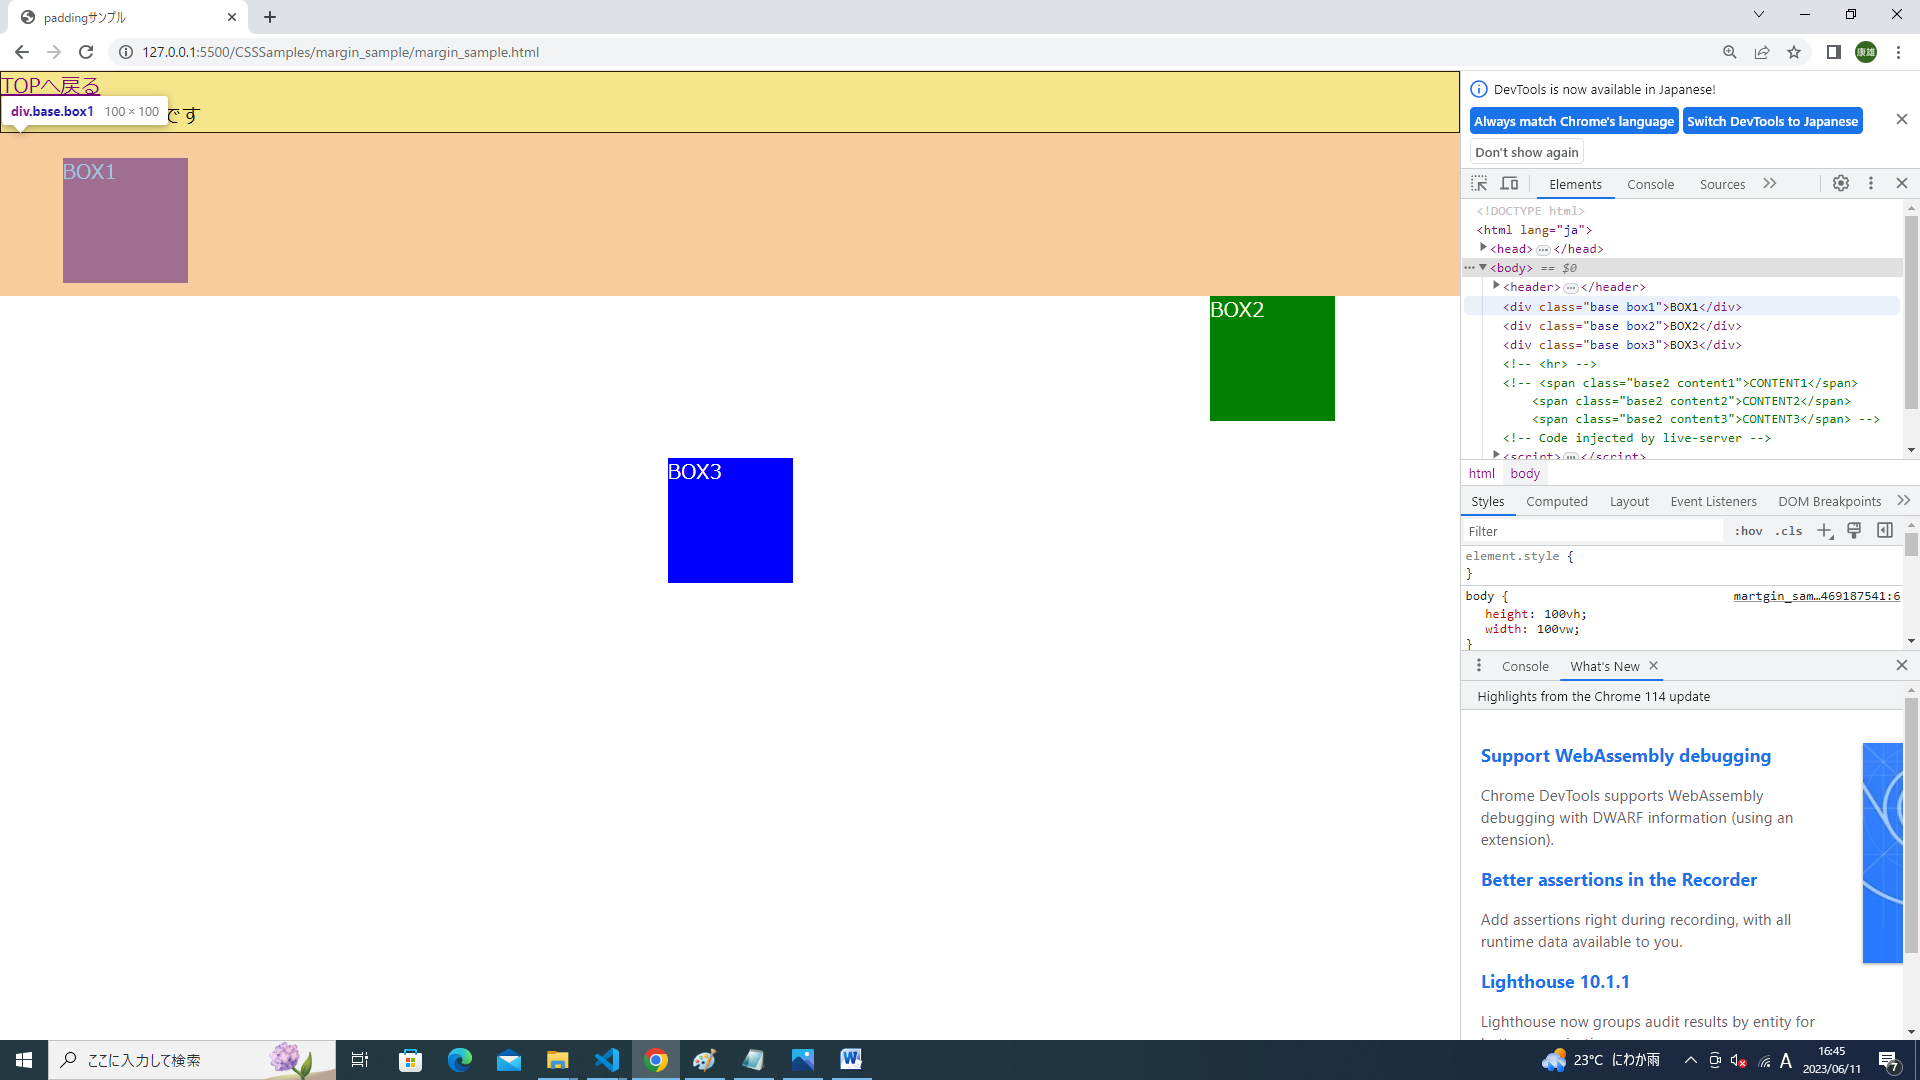 paddingサンプル
127.0.0.1:5500/CSSSamples/margin_sample/margin_sample.html
康雄
TOPへ戻る
div.base.box1 100 × 100
です
BOX1
BOX2
BOX3
DevTools is now available in Japanese!
Always match Chrome's language
Switch DevTools to Japanese
Don't show again
Elements
Console
Sources
<!DOCTYPE html>
<html lang="ja">
<head>…</head>
<body> == $0
<header>…</header>
<div class="base box1">BOX1</div>
<div class="base box2">BOX2</div>
<div class="base box3">BOX3</div>
<!-- <hr> -->
<!-- <span class="base2 content1">CONTENT1</span>
<span class="base2 content2">CONTENT2</span>
<span class="base2 content3">CONTENT3</span> -->
<!-- Code injected by live-server -->
<script>…</script>
html
body
Styles
Computed
Layout
Event Listeners
DOM Breakpoints
Filter
:hov
.cls
element.style {
}
body {
martgin_sam…469187541:6
height: 100vh;
width: 100vw;
}
Console
What's New
Highlights from the Chrome 114 update
Support WebAssembly debugging
Chrome DevTools supports WebAssembly
debugging with DWARF information (using an
extension).
Better assertions in the Recorder
Add assertions right during recording, with all
runtime data available to you.
Lighthouse 10.1.1
Lighthouse now groups audit results by entity for
ここに入力して検索
23°C にわか雨
A
16:45
2023/06/11
7